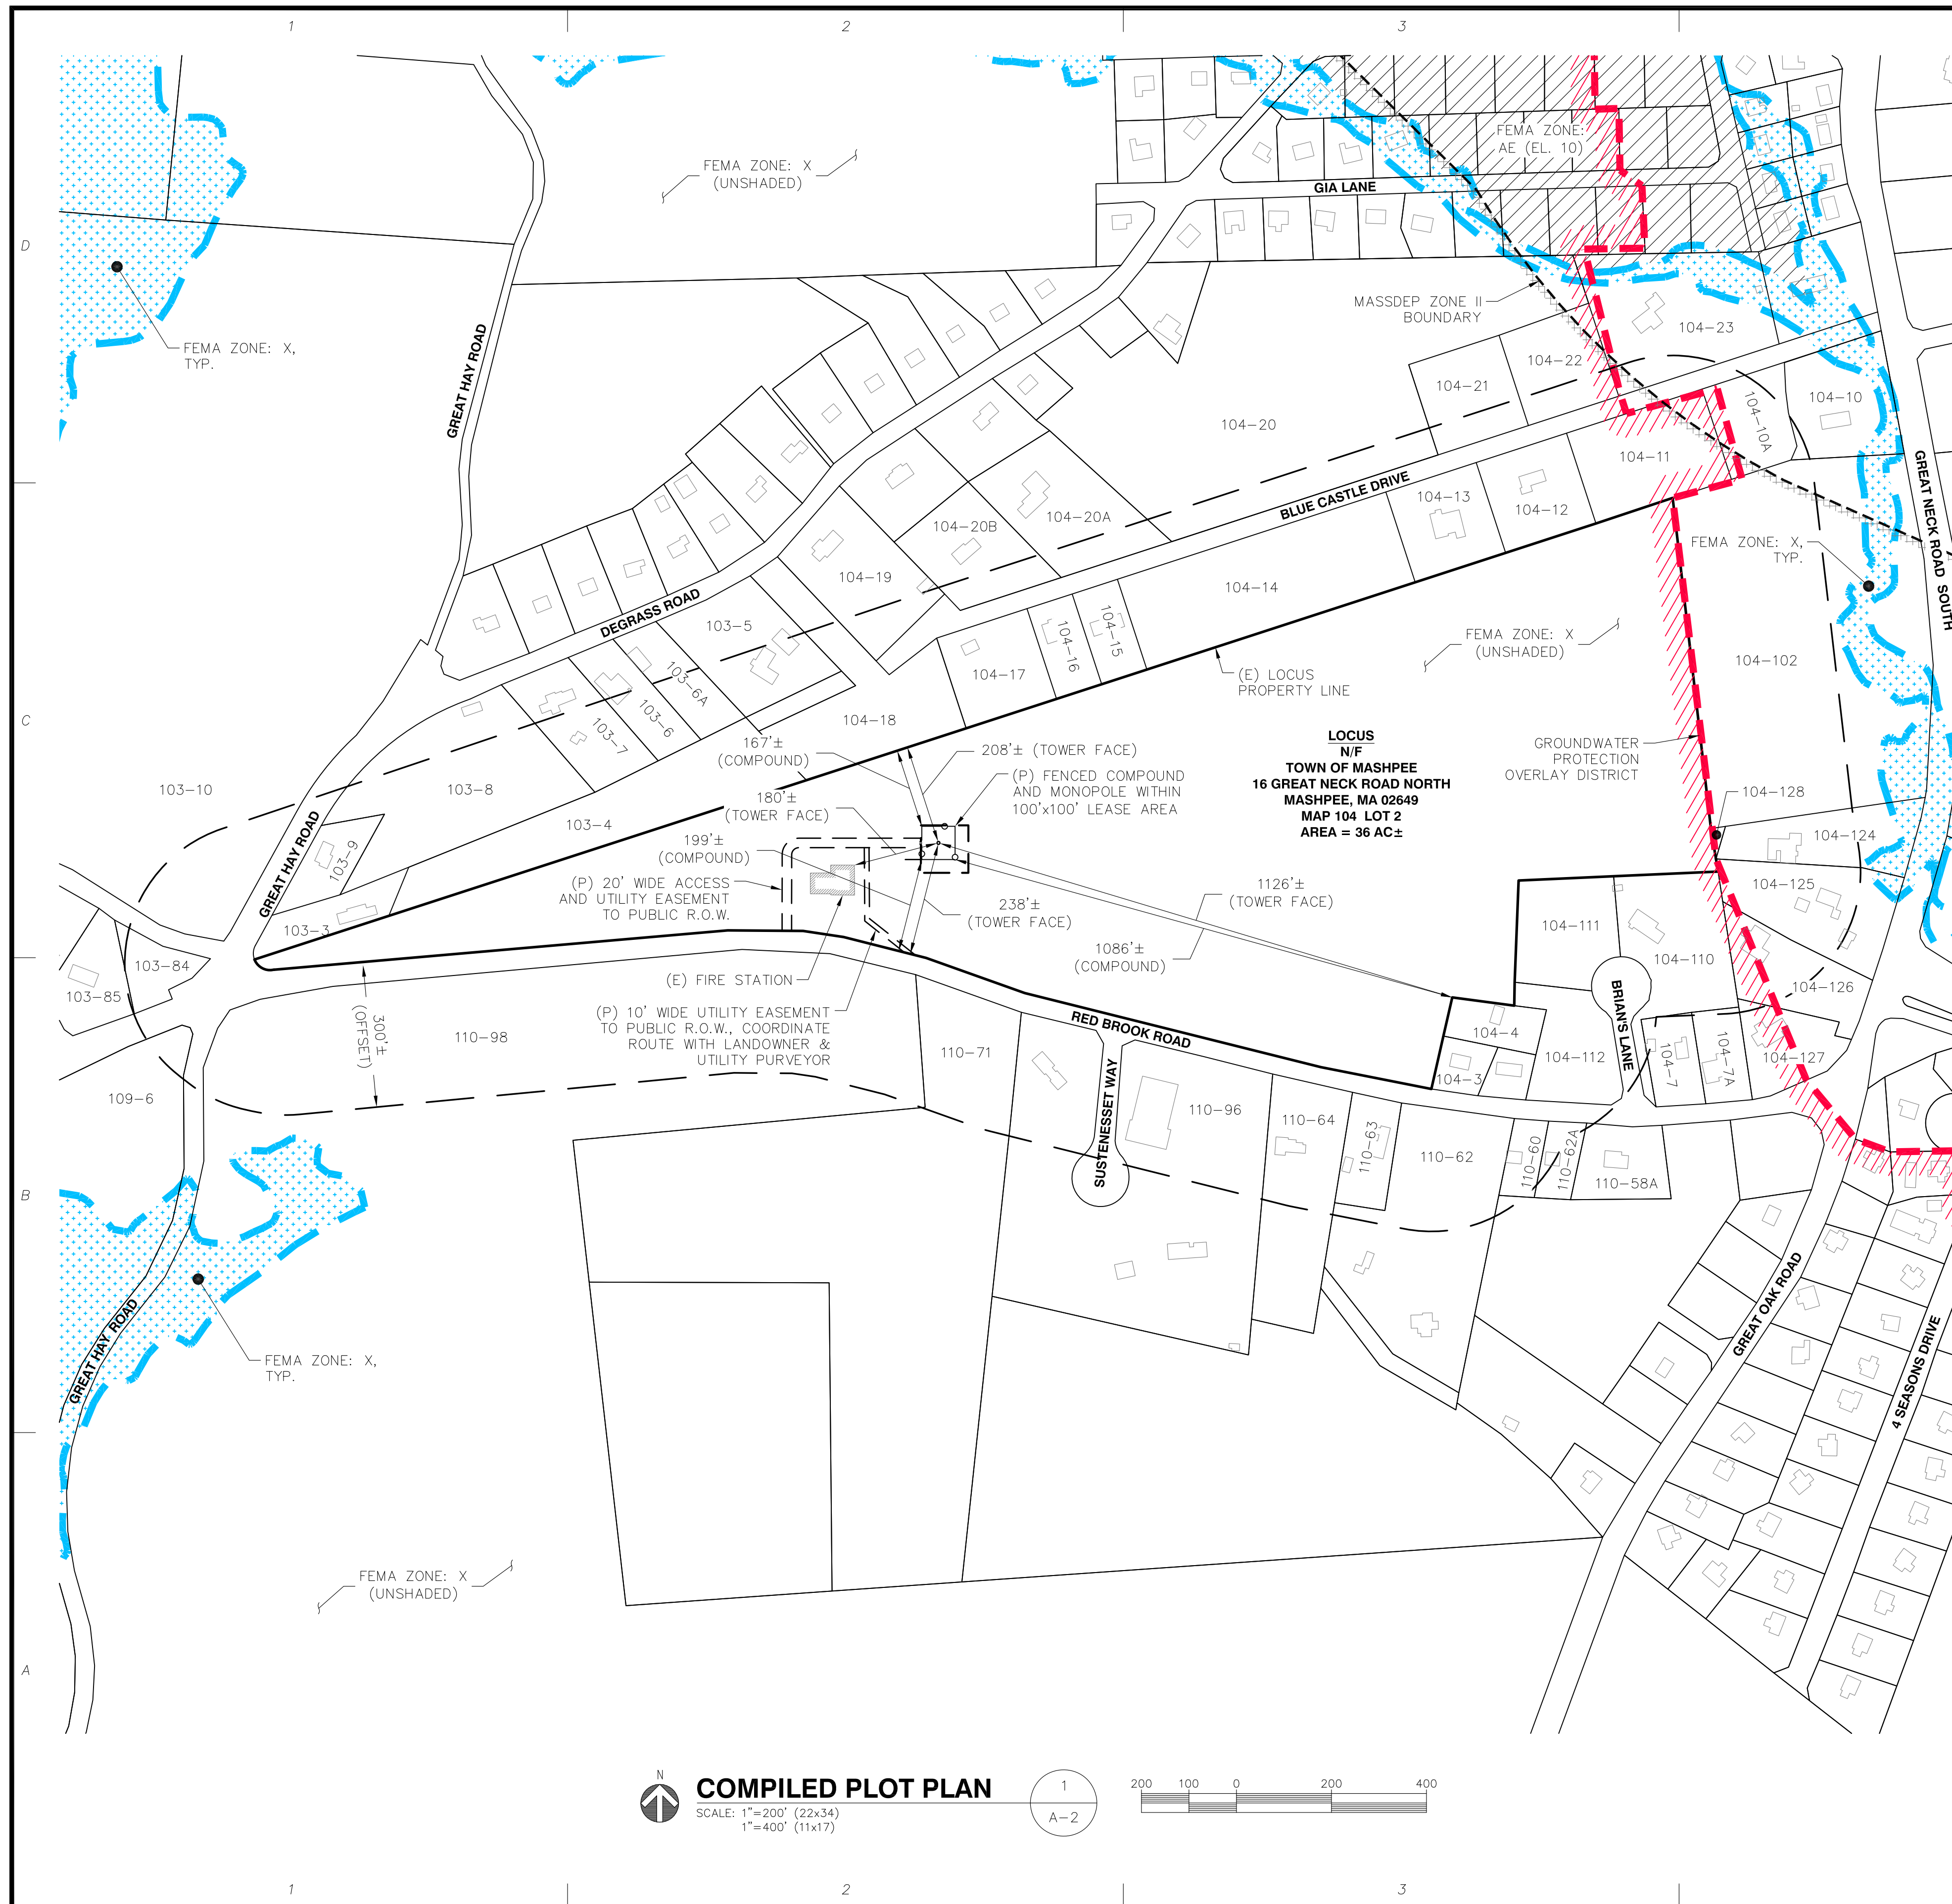 1
2
3
D
C
B
A
FEMA ZONE: X
(UNSHADED)
FEMA ZONE:
AE (EL. 10)
GIA LANE
MASSDEP ZONE II
BOUNDARY
104-23
FEMA ZONE: X,
TYP.
GREAT HAY ROAD
104-22
104-21
104-10
104-10A
104-20
104-11
BLUE CASTLE DRIVE
104-13
104-12
GREAT NECK ROAD SOUTH
104-20B
104-20A
FEMA ZONE: X,
TYP.
104-19
104-14
DEGRASS ROAD
103-5
104-16
104-15
FEMA ZONE: X
(UNSHADED)
104-102
104-17
103-6A
103-6
103-7
(E) LOCUS
PROPERTY LINE
104-18
167'±
(COMPOUND)
208'± (TOWER FACE)
LOCUS
N/F
TOWN OF MASHPEE
16 GREAT NECK ROAD NORTH
MASHPEE, MA 02649
MAP 104 LOT 2
AREA = 36 AC±
GROUNDWATER
PROTECTION
OVERLAY DISTRICT
103-10
103-8
(P) FENCED COMPOUND
AND MONOPOLE WITHIN
100'x100' LEASE AREA
180'±
(TOWER FACE)
104-128
103-4
104-124
GREAT HAY ROAD
103-9
199'±
(COMPOUND)
(P) 20' WIDE ACCESS
AND UTILITY EASEMENT
TO PUBLIC R.O.W.
1126'±
(TOWER FACE)
104-125
238'±
(TOWER FACE)
103-3
104-111
1086'±
(COMPOUND)
104-110
103-84
(E) FIRE STATION
103-85
104-126
BRIAN'S LANE
(P) 10' WIDE UTILITY EASEMENT
TO PUBLIC R.O.W., COORDINATE
ROUTE WITH LANDOWNER &
UTILITY PURVEYOR
300'±
(OFFSET)
110-98
RED BROOK ROAD
104-4
110-71
104-112
104-7
104-7A
104-127
104-3
109-6
SUSTENESSET WAY
110-96
110-64
110-63
110-62
110-60
110-62A
110-58A
GREAT HAY ROAD
FEMA ZONE: X,
TYP.
GREAT OAK ROAD
4 SEASONS DRIVE
FEMA ZONE: X
(UNSHADED)
N
COMPILED PLOT PLAN
SCALE: 1"=200' (22x34)
1"=400' (11x17)
1
A-2
200 100 0 200 400
1
2
3